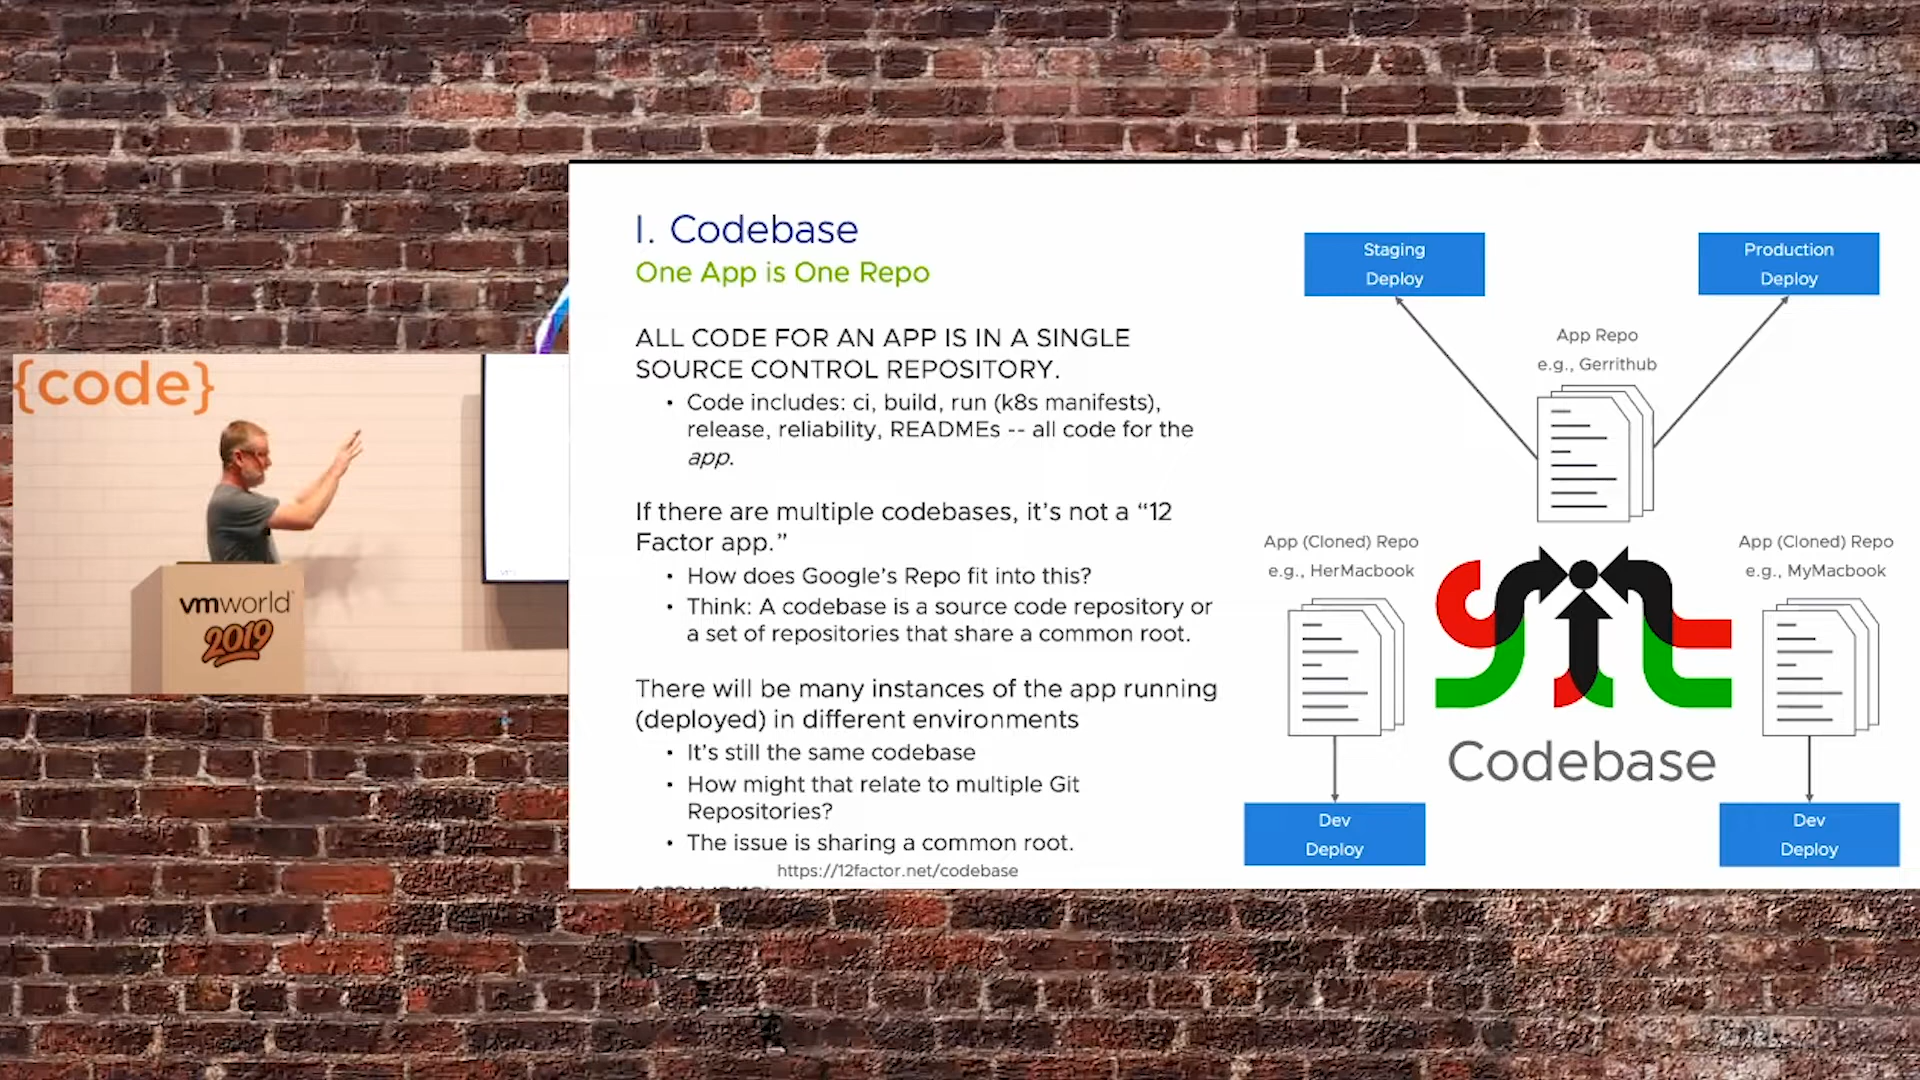 {code}
vmworld
2019
I. Codebase
One App is One Repo
ALL CODE FOR AN APP IS IN A SINGLE
SOURCE CONTROL REPOSITORY.
• Code includes: ci, build, run (k8s manifests),
release, reliability, READMEs -- all code for the
app.
If there are multiple codebases, it's not a “12
Factor app.”
• How does Google's Repo fit into this?
• Think: A codebase is a source code repository or
a set of repositories that share a common root.
There will be many instances of the app running
(deployed) in different environments
• It's still the same codebase
• How might that relate to multiple Git
Repositories?
• The issue is sharing a common root.
https://12factor.net/codebase
Staging
Deploy
Production
Deploy
App Repo
e.g., Gerrithub
App (Cloned) Repo
e.g., HerMacbook
App (Cloned) Repo
e.g., MyMacbook
git
Codebase
Dev
Deploy
Dev
Deploy